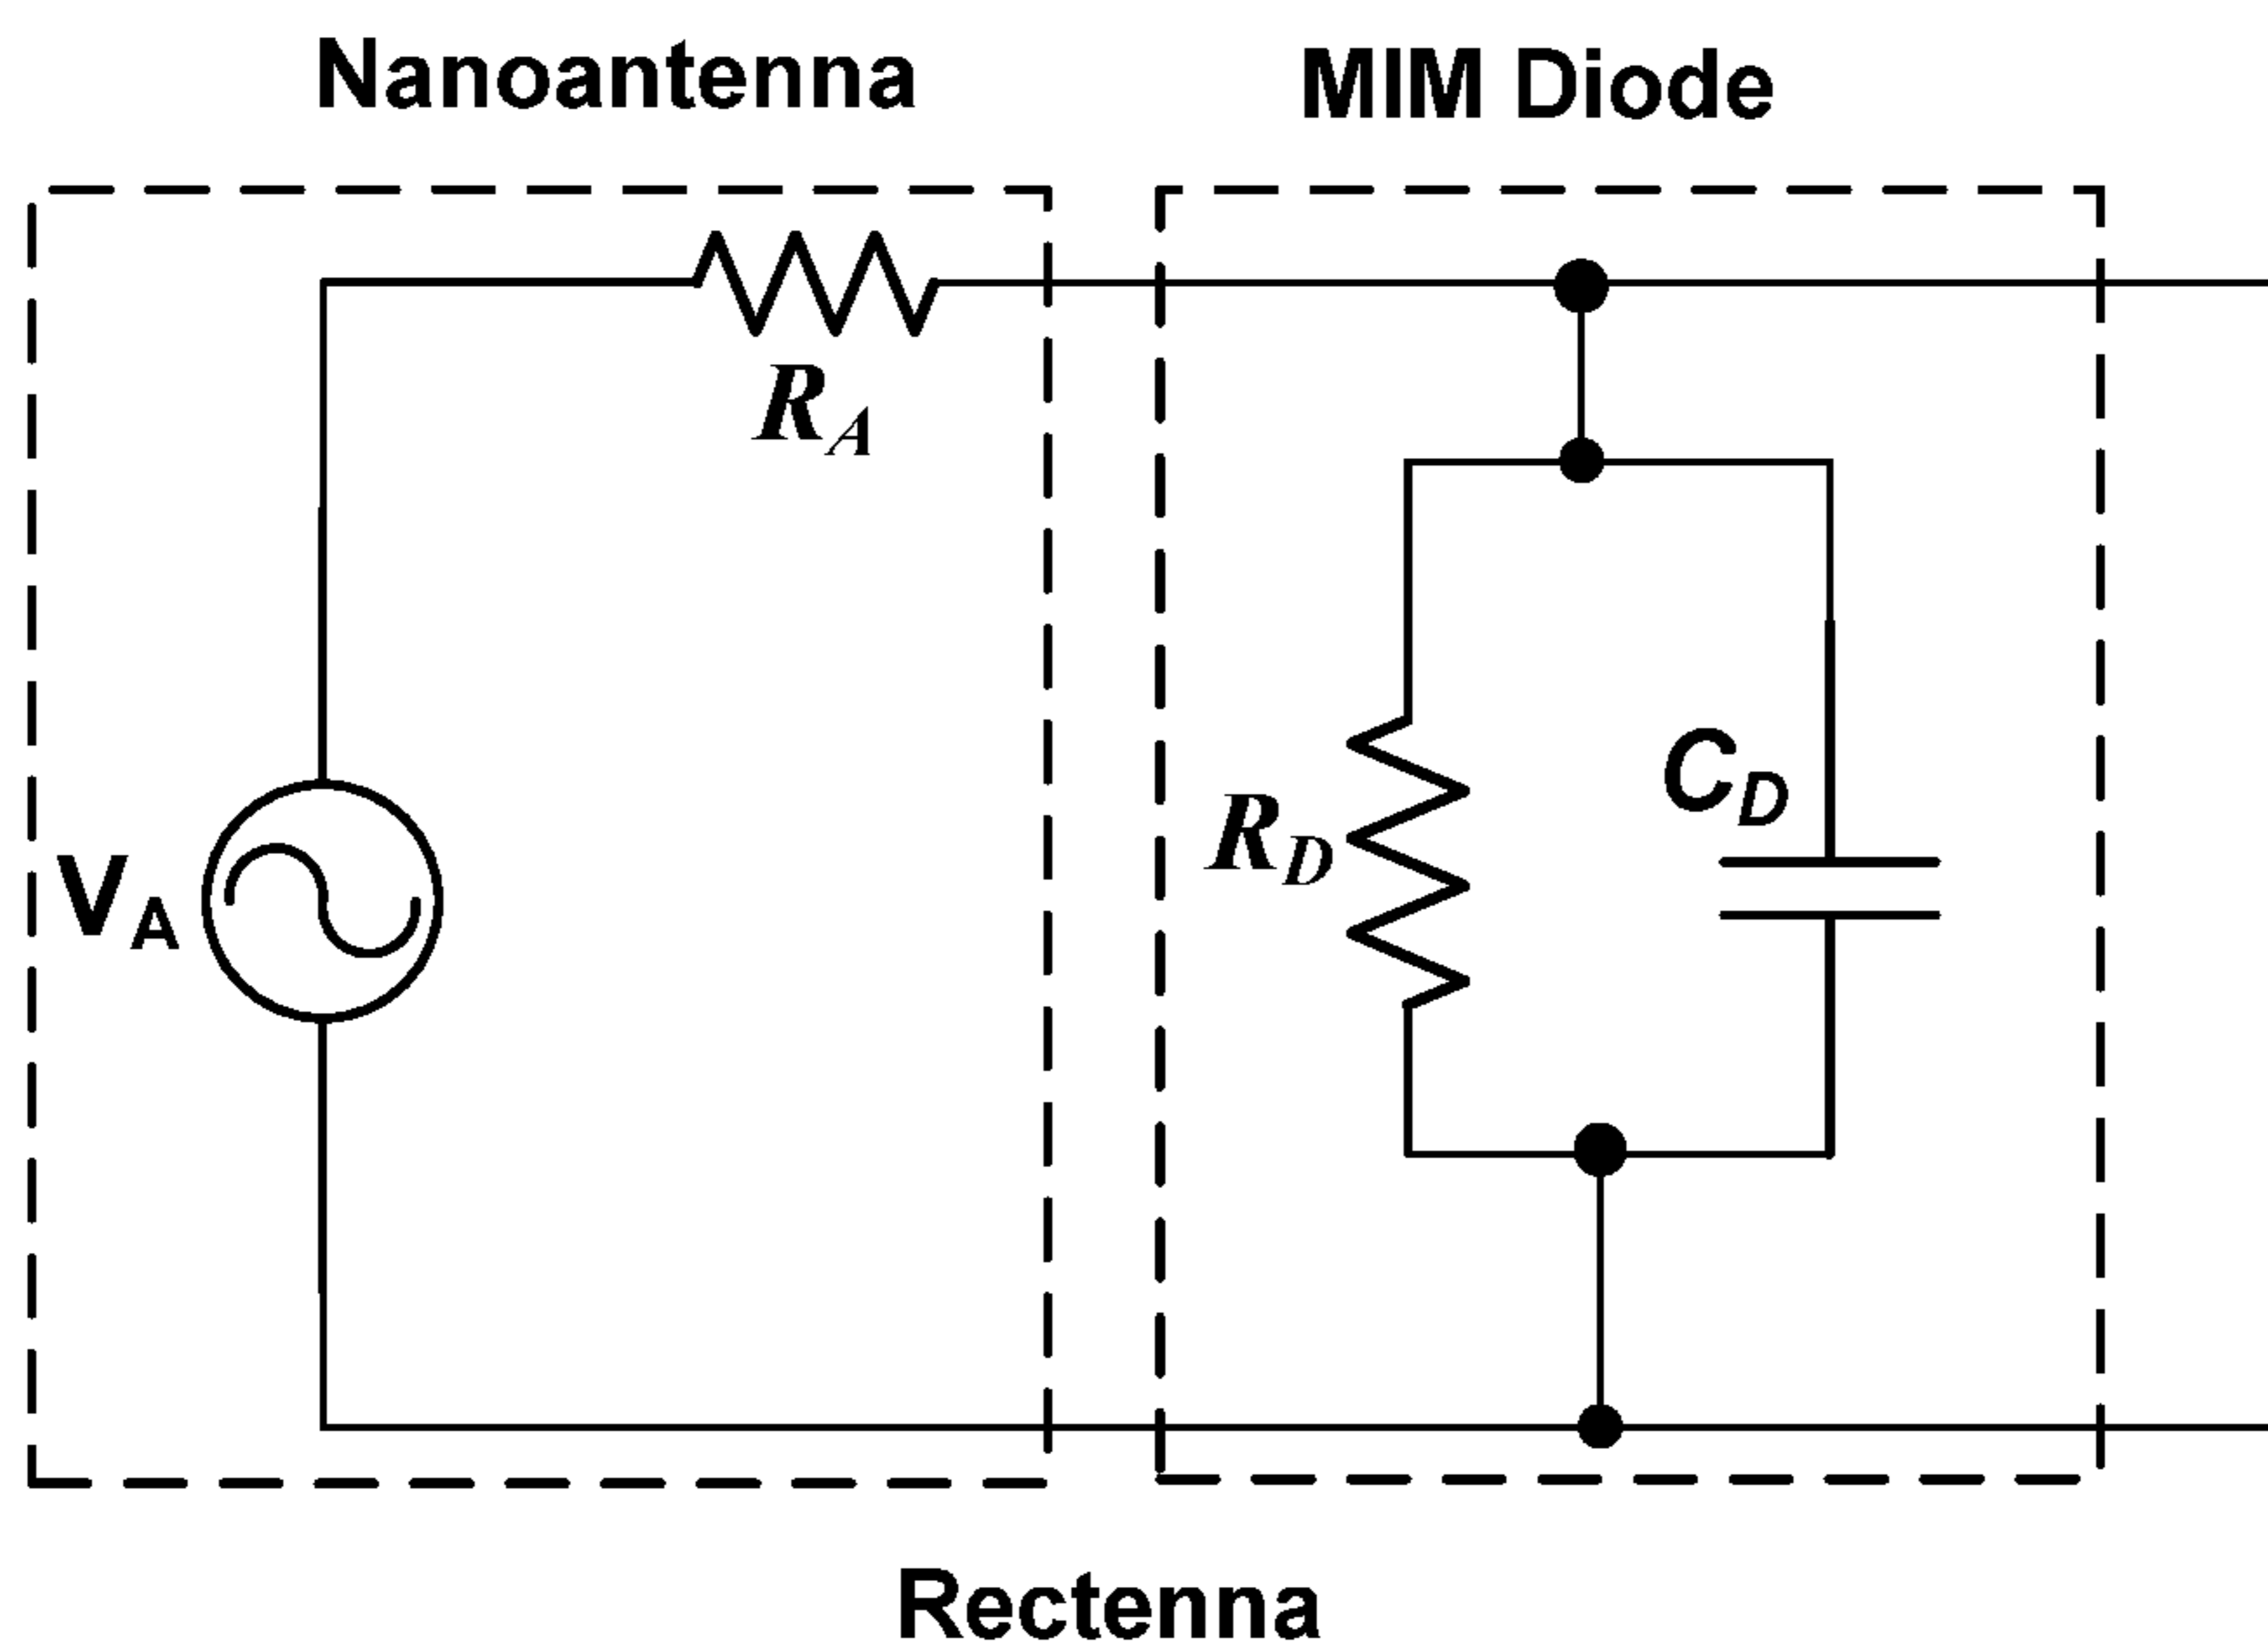 Nanoantenna
MIM Diode
R_A
C_D
R_D
V_A
Rectenna